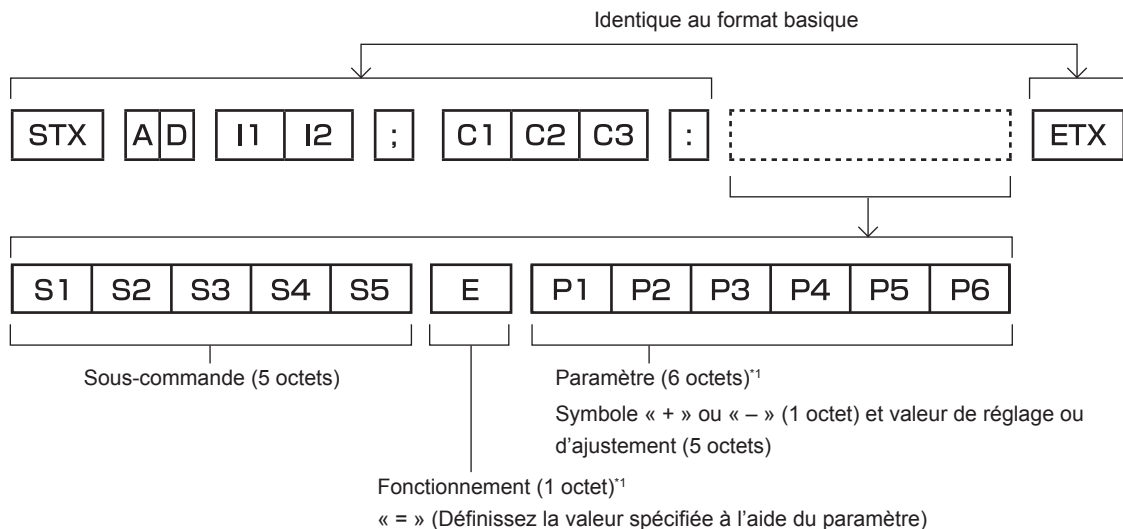 Identique au format basique
STX AD I1 I2 ; C1 C2 C3 : ETX
S1 S2 S3 S4 S5 E P1 P2 P3 P4 P5 P6
Sous-commande (5 octets)
Paramètre (6 octets)*1
Symbole « + » ou « – » (1 octet) et valeur de réglage ou
d’ajustement (5 octets)
Fonctionnement (1 octet)*1
« = » (Définissez la valeur spécifiée à l’aide du paramètre)